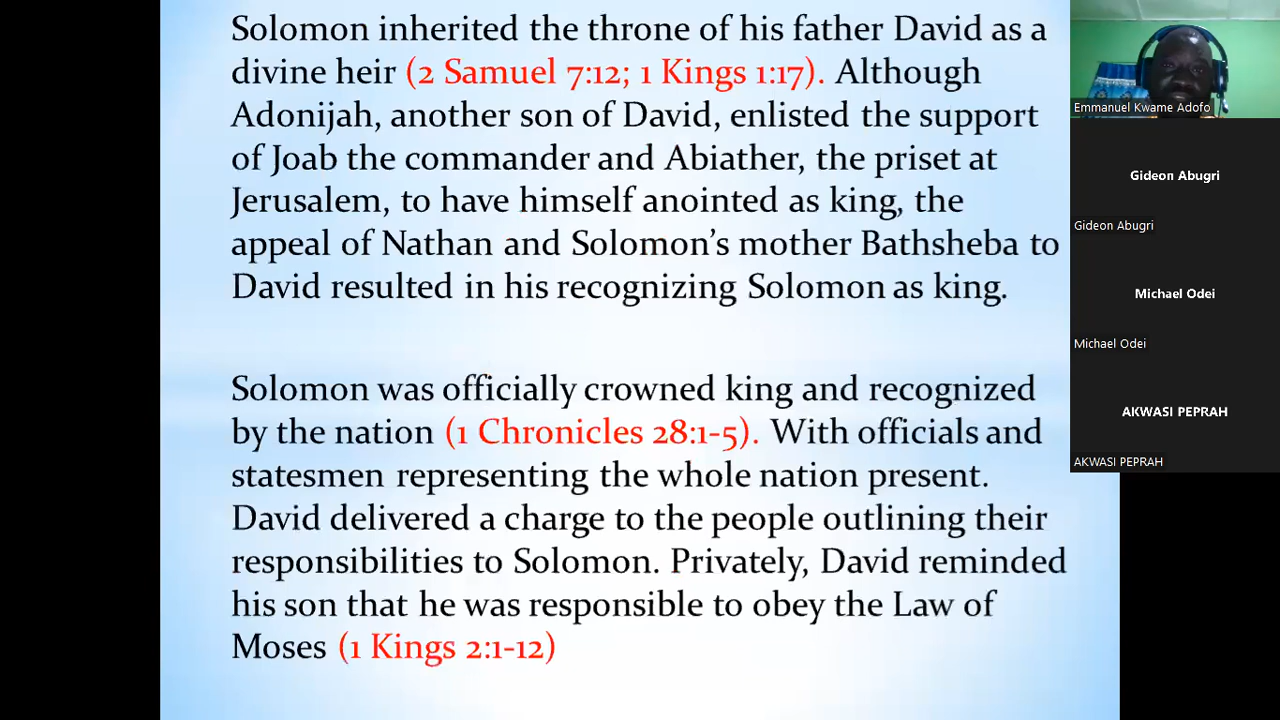 Solomon inherited the throne of his father David as a
divine heir (2 Samuel 7:12; 1 Kings 1:17). Although
Adonijah, another son of David, enlisted the support
of Joab the commander and Abiather, the priset at
Jerusalem, to have himself anointed as king, the
appeal of Nathan and Solomon's mother Bathsheba to
David resulted in his recognizing Solomon as king.
Solomon was officially crowned king and recognized
by the nation (1 Chronicles 28:1-5). With officials and
statesmen representing the whole nation present.
David delivered a charge to the people outlining their
responsibilities to Solomon. Privately, David reminded
his son that he was responsible to obey the Law of
Moses (1 Kings 2:1-12)
Emmanuel Kwame Adofo
Gideon Abugri
Gideon Abugri
Michael Odei
Michael Odei
AKWASI PEPRAH
AKWASI PEPRAH